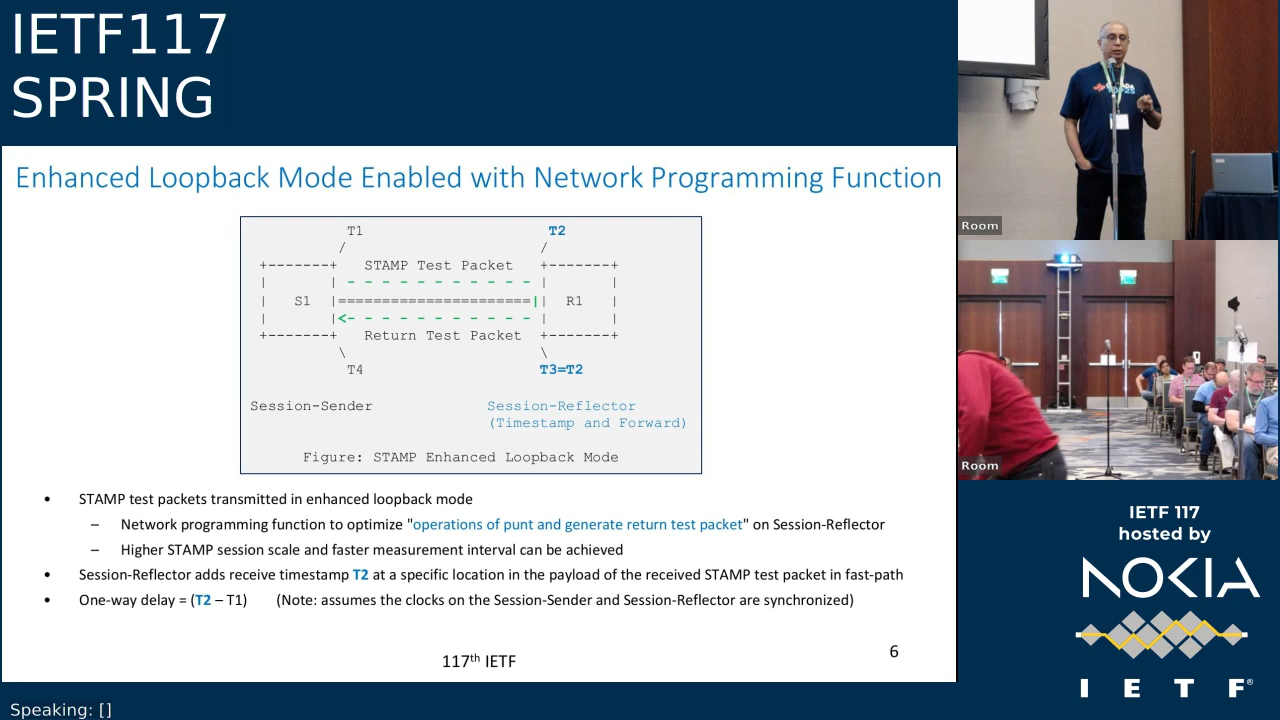 IETF117
SPRING
Enhanced Loopback Mode Enabled with Network Programming Function
T1 T2
/ /
+-------+ STAMP Test Packet +-------+
| | - - - - - - - - - - - | |
| S1 |======================|| R1 |
| |<- - - - - - - - - - - | |
+-------+ Return Test Packet +-------+
\ \
T4 T3=T2
Session-Sender Session-Reflector
(Timestamp and Forward)
Figure: STAMP Enhanced Loopback Mode
• STAMP test packets transmitted in enhanced loopback mode
– Network programming function to optimize "operations of punt and generate return test packet" on Session-Reflector
– Higher STAMP session scale and faster measurement interval can be achieved
• Session-Reflector adds receive timestamp T2 at a specific location in the payload of the received STAMP test packet in fast-path
• One-way delay = (T2 – T1) (Note: assumes the clocks on the Session-Sender and Session-Reflector are synchronized)
117th IETF
6
Speaking: []
Room
Room
IETF 117
hosted by
NOKIA
I E T F®